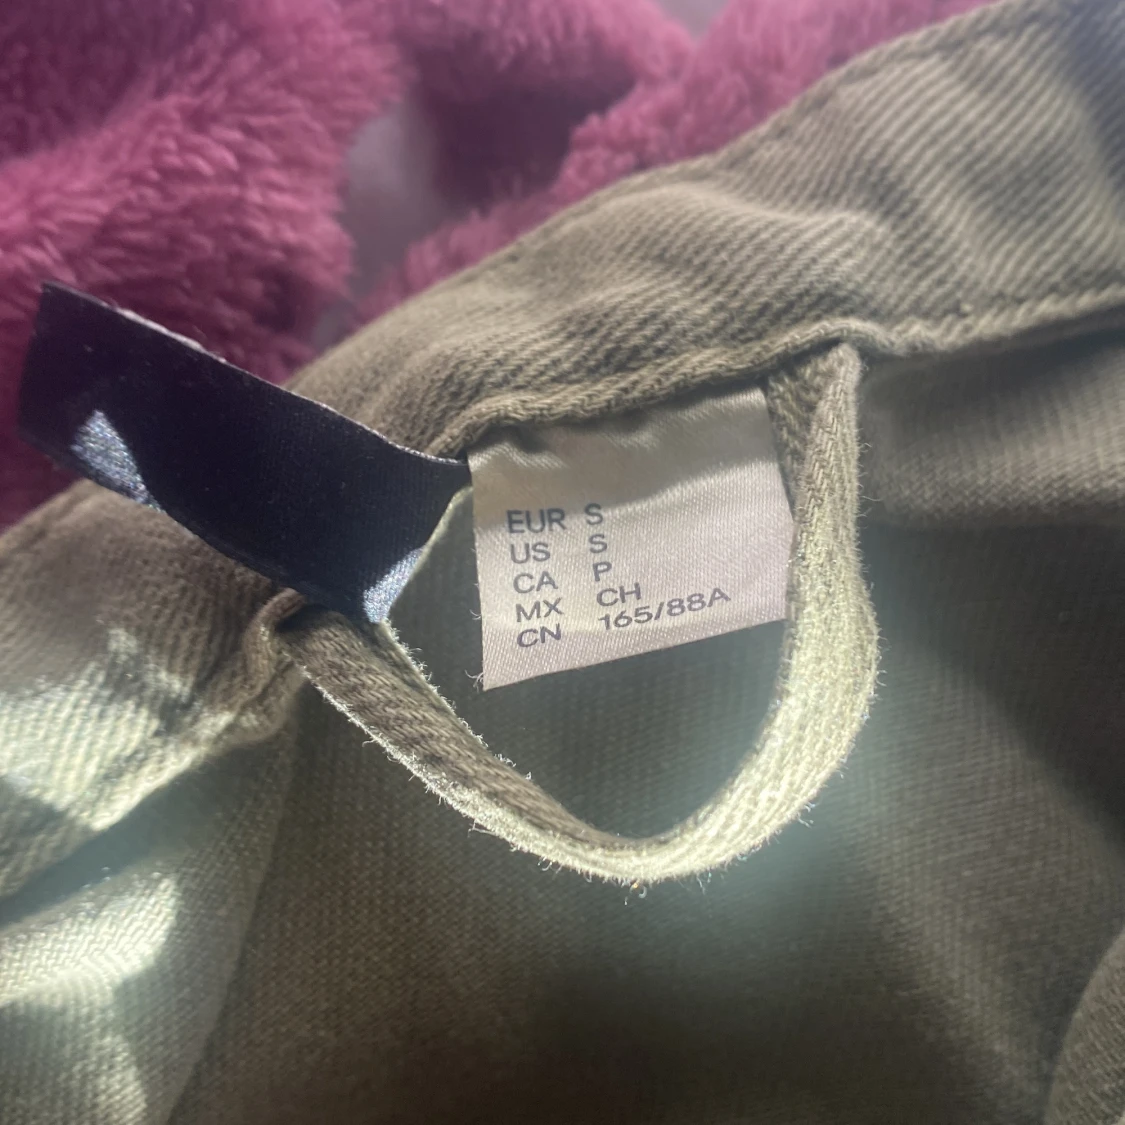 EUR S
US S
CA P
MX CH
CN 165/88A